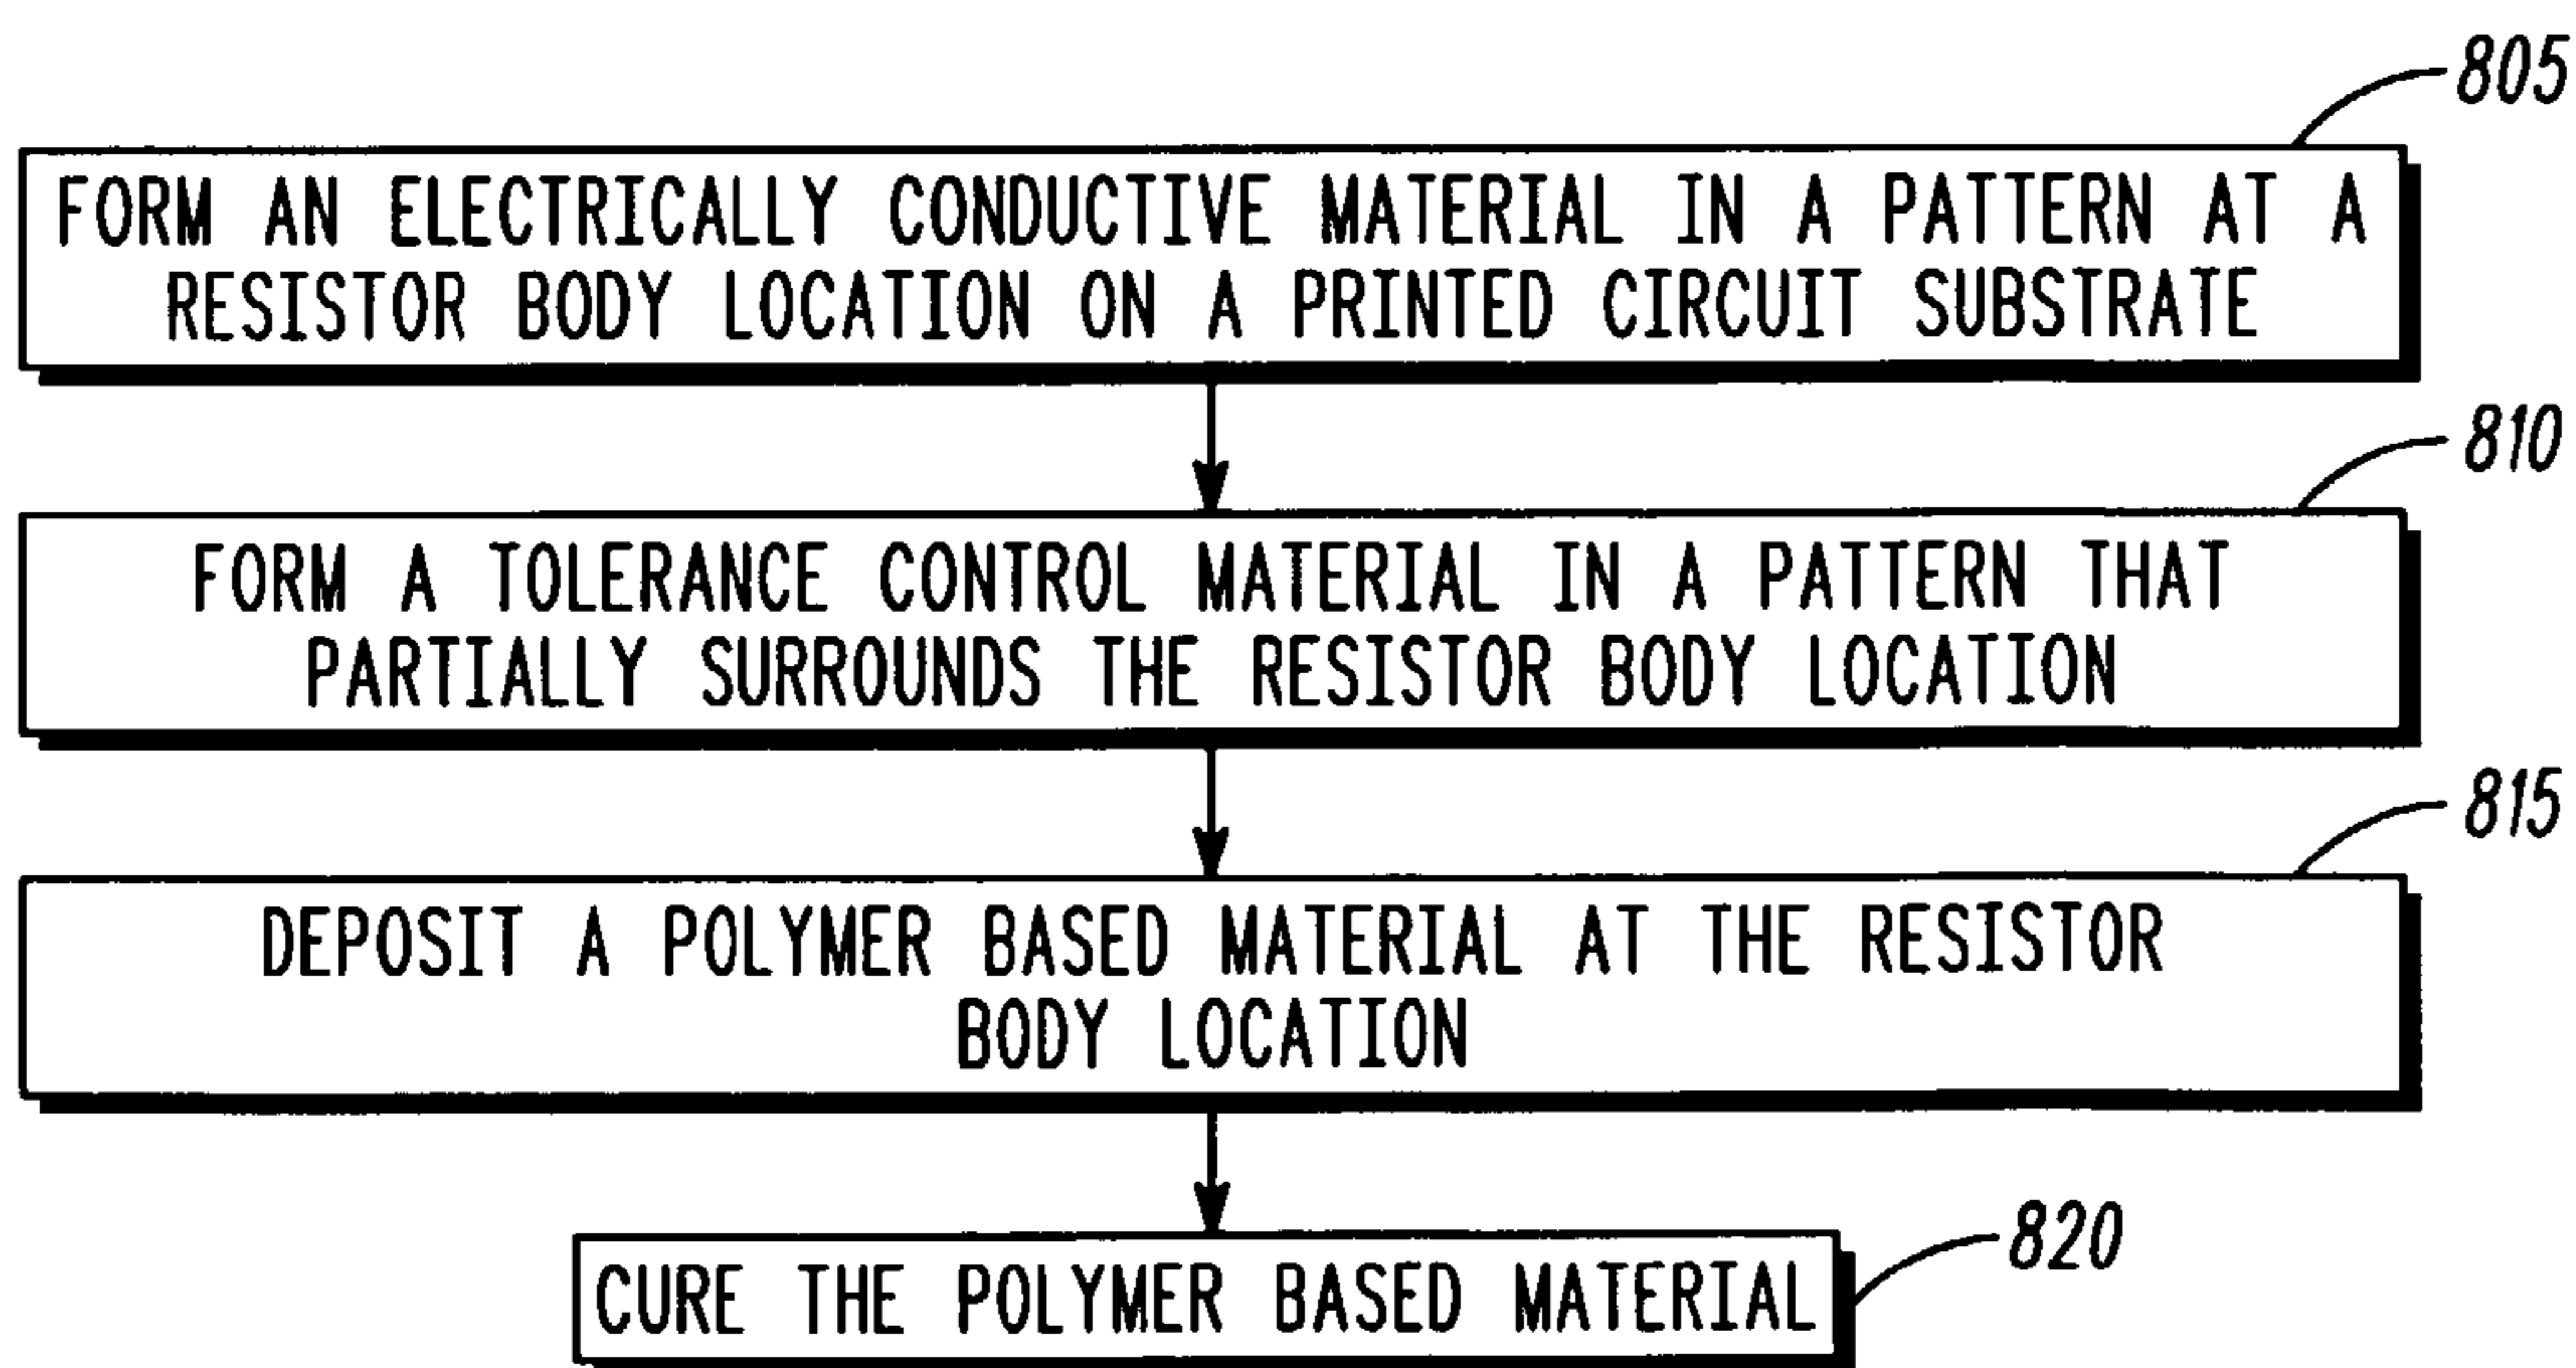 805
FORM AN ELECTRICALLY CONDUCTIVE MATERIAL IN A PATTERN AT A
RESISTOR BODY LOCATION ON A PRINTED CIRCUIT SUBSTRATE
810
FORM A TOLERANCE CONTROL MATERIAL IN A PATTERN THAT
PARTIALLY SURROUNDS THE RESISTOR BODY LOCATION
815
DEPOSIT A POLYMER BASED MATERIAL AT THE RESISTOR
BODY LOCATION
820
CURE THE POLYMER BASED MATERIAL